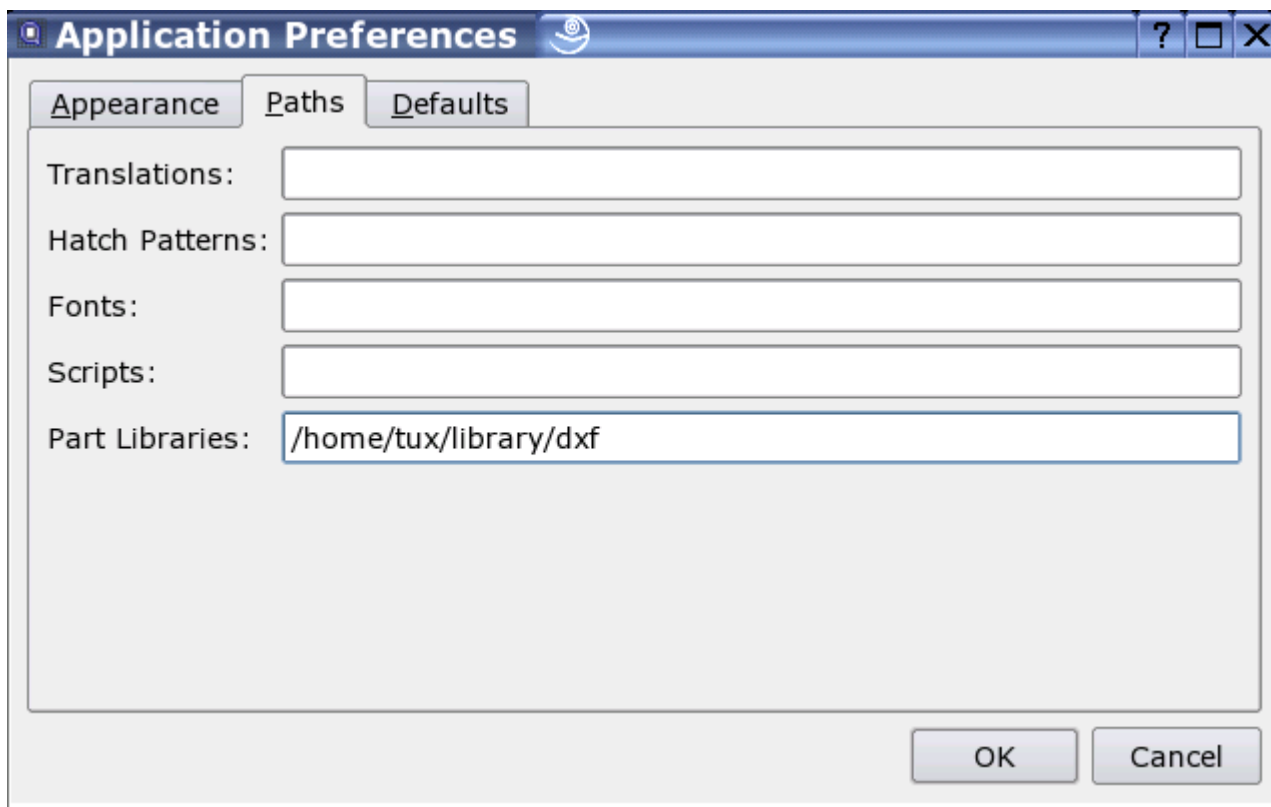 Application Preferences
?
Appearance Paths Defaults
Translations:
Hatch Patterns:
Fonts:
Scripts:
Part Libraries: /home/tux/library/dxf
OK Cancel